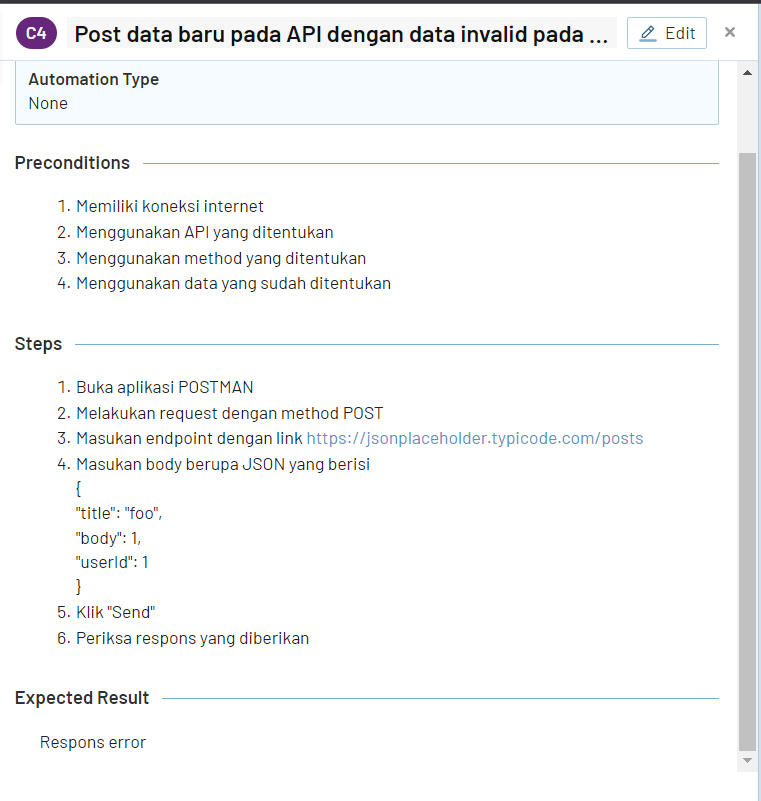 C4
Post data baru pada API dengan data invalid pada ...
Edit
Automation Type
None
Preconditions
1. Memiliki koneksi internet
2. Menggunakan API yang ditentukan
3. Menggunakan method yang ditentukan
4. Menggunakan data yang sudah ditentukan
Steps
1. Buka aplikasi POSTMAN
2. Melakukan request dengan method POST
3. Masukan endpoint dengan link https://jsonplaceholder.typicode.com/posts
4. Masukan body berupa JSON yang berisi
{
"title": "foo",
"body": 1,
"userId": 1
}
5. Klik "Send"
6. Periksa respons yang diberikan
Expected Result
Respons error